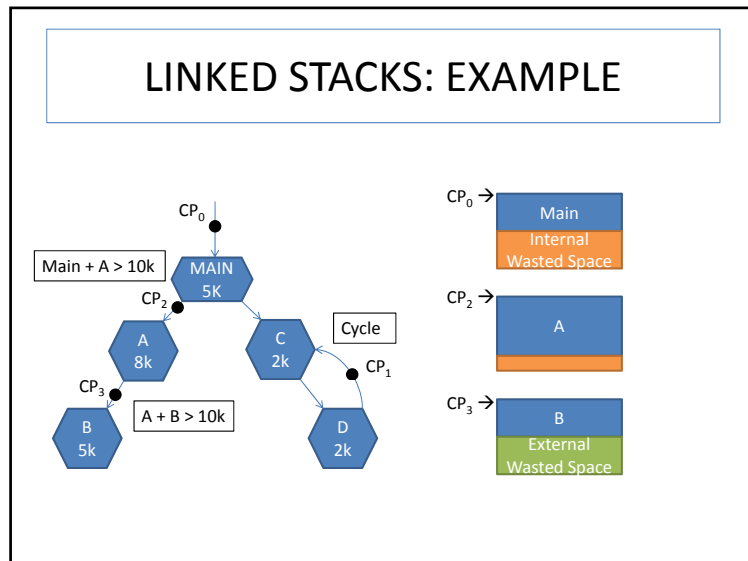 LINKED STACKS: EXAMPLE
CP0
Main + A > 10k
MAIN
5K
CP2
A
8k
C
2k
Cycle
CP1
CP3
A + B > 10k
B
5k
D
2k
CP0
Main
Internal
Wasted Space
CP2
A
CP3
B
External
Wasted Space